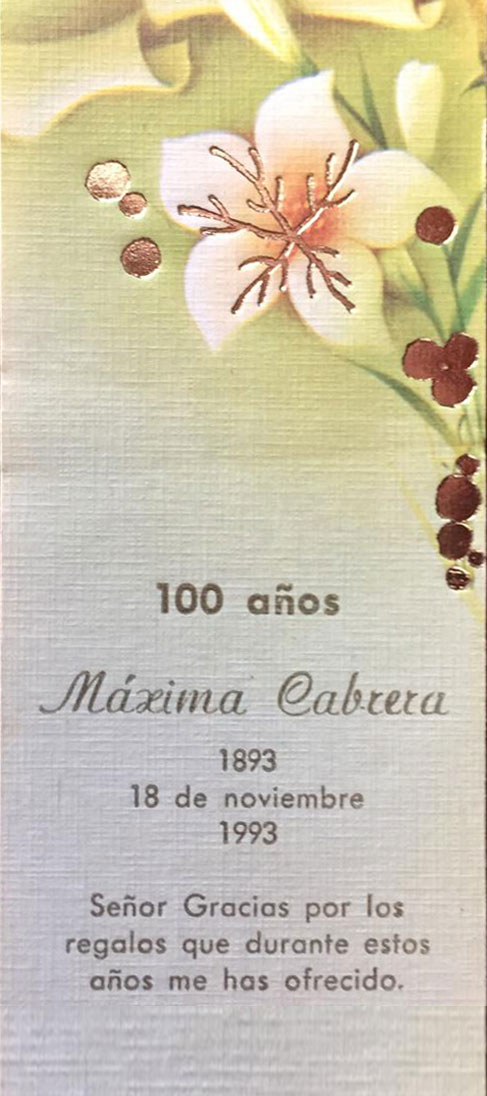 100 años
Máxima Cabrera
1893
18 de noviembre
1993
Señor Gracias por los
regalos que durante estos
años me has ofrecido.